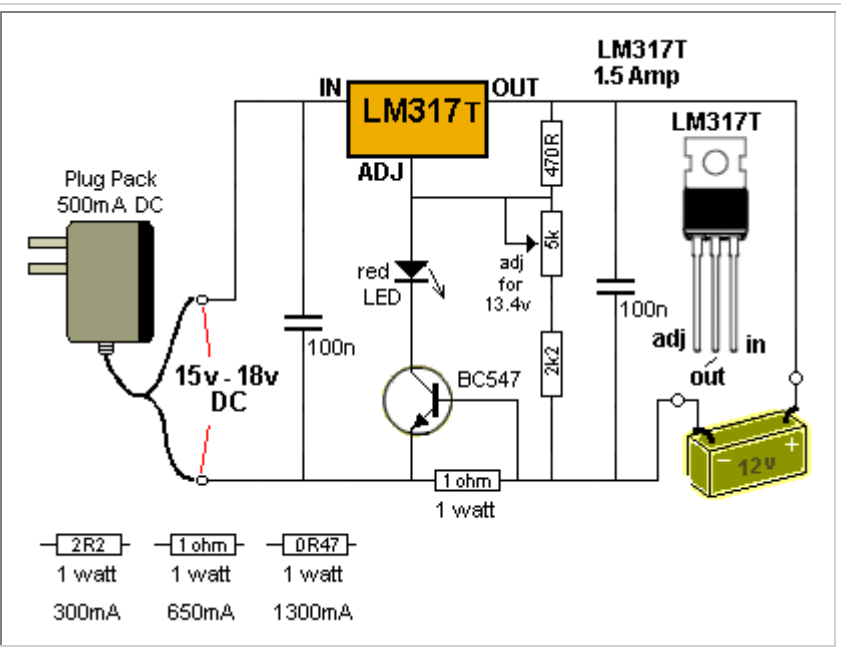 LM317T
1.5 Amp
IN
LM317T
OUT
ADJ
LM317T
Plug Pack
500mA DC
470R
5k
adj
for
13.4v
red
LED
100n
100n
15v - 18v
DC
BC547
2k2
adj
out
in
1 ohm
1 watt
12v
− +
2R2
1 ohm
0R47
1 watt
1 watt
1 watt
300mA
650mA
1300mA